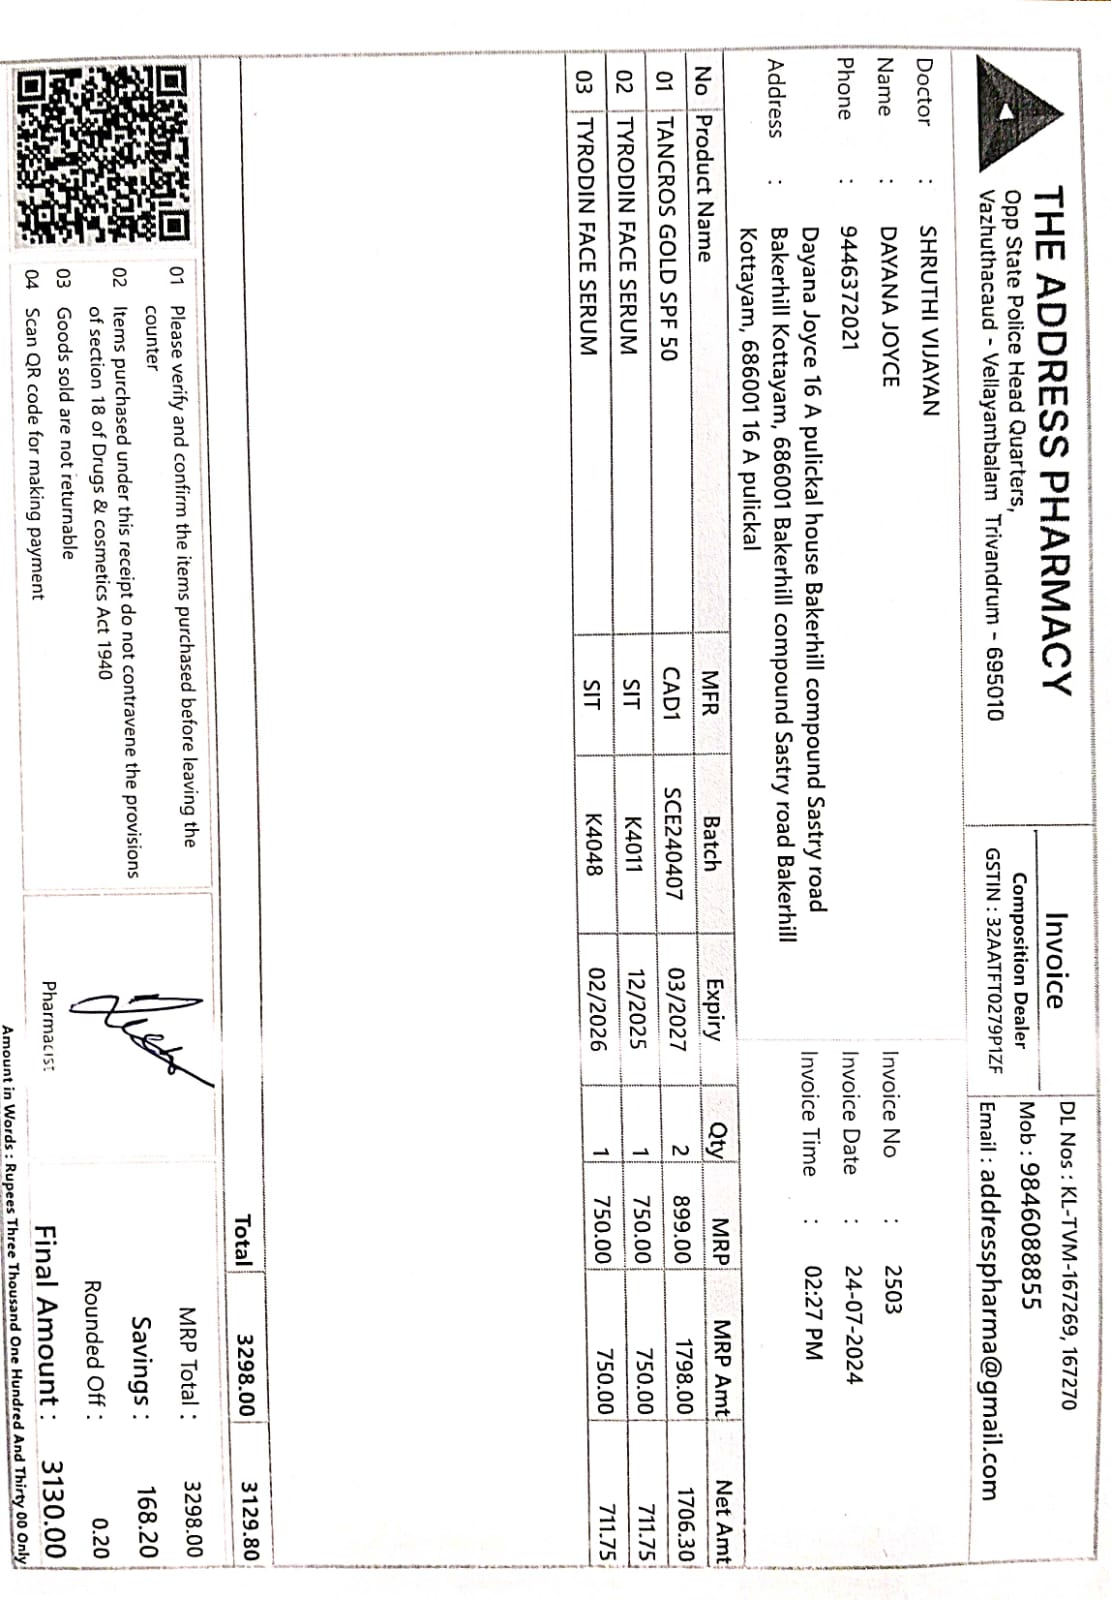 THE ADDRESS PHARMACY
Opp State Police Head Quarters,
Vazhuthacaud - Vellayambalam Trivandrum - 695010
Invoice
Composition Dealer
GSTIN : 32AATFT0279P1ZF
DL Nos : KL-TVM-167269, 167270
Mob : 9846088855
Email : addresspharma@gmail.com
Doctor : SHRUTHI VIJAYAN
Name : DAYANA JOYCE
Phone : 9446372021
Address : Dayana Joyce 16 A pulickal house Bakerhill compound Sastry road
Bakerhill Kottayam, 686001 Bakerhill compound Sastry road Bakerhill
Kottayam, 686001 16 A pulickal
Invoice No : 2503
Invoice Date : 24-07-2024
Invoice Time : 02:27 PM
No Product Name MFR Batch Expiry Qty MRP MRP Amt Net Amt
01 TANCROS GOLD SPF 50 CAD1 SCE240407 03/2027 2 899.00 1798.00 1706.30
02 TYRODIN FACE SERUM SIT K4011 12/2025 1 750.00 750.00 711.75
03 TYRODIN FACE SERUM SIT K4048 02/2026 1 750.00 750.00 711.75
Total 3298.00 3129.80
01 Please verify and confirm the items purchased before leaving the
counter
02 Items purchased under this receipt do not contravene the provisions
of section 18 of Drugs & cosmetics Act 1940
03 Goods sold are not returnable
04 Scan QR code for making payment
Pharmacist
MRP Total : 3298.00
Savings : 168.20
Rounded Off : 0.20
Final Amount : 3130.00
Amount in Words : Rupees Three Thousand One Hundred And Thirty 00 Only